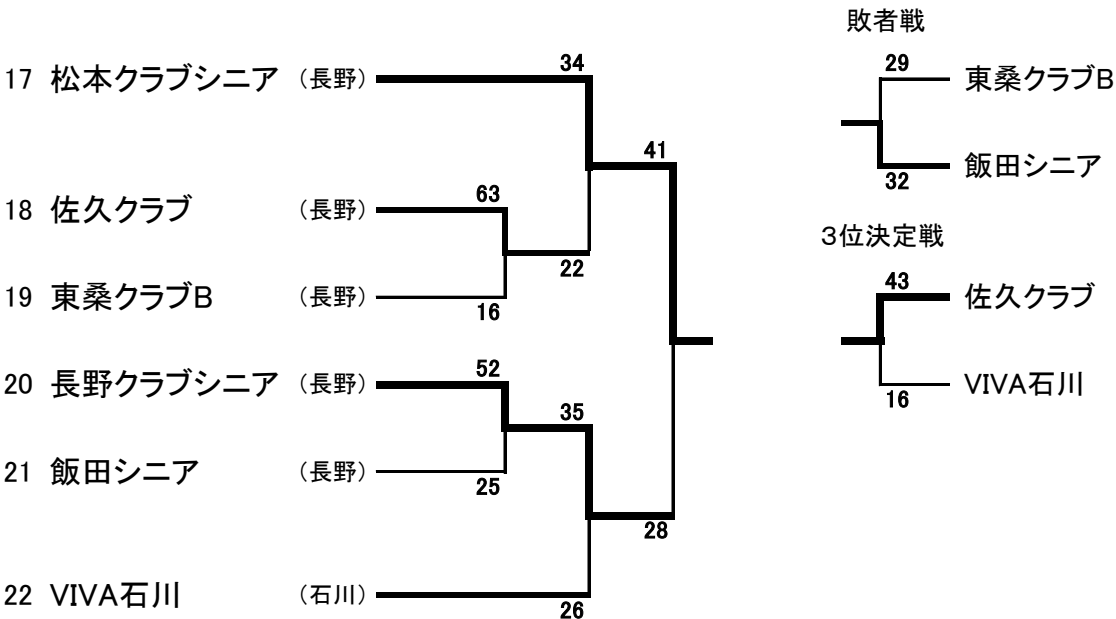 敗者戦
17 松本クラブシニア （長野） 34
29 東桑クラブB
41
飯田シニア
32
18 佐久クラブ （長野） 63
22
３位決定戦
19 東桑クラブB （長野） 16
43 佐久クラブ
20 長野クラブシニア （長野） 52
35
VIVA石川
16
21 飯田シニア （長野） 25
28
22 VIVA石川 （石川） 26